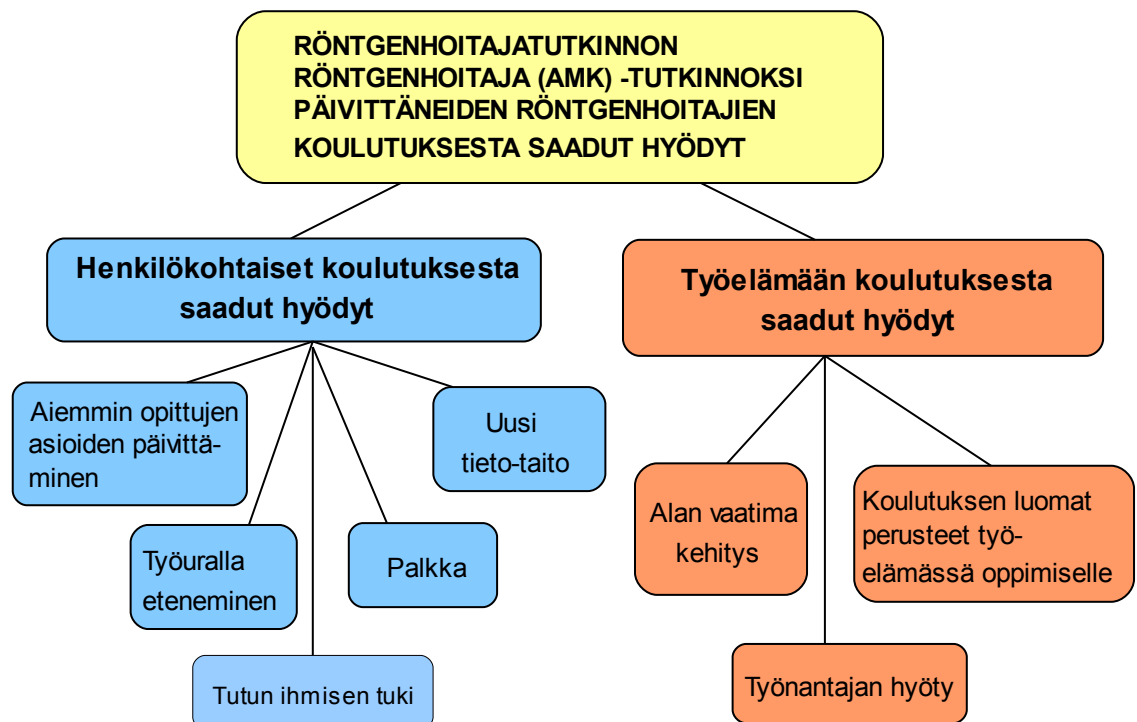 RÖNTGENHOITAJATUTKINNON
RÖNTGENHOITAJA (AMK) -TUTKINNOKSI
PÄIVITTÄNEIDEN RÖNTGENHOITAJIEN
KOULUTUKSESTA SAADUT HYÖDYT
Henkilökohtaiset koulutuksesta
saadut hyödyt
Työelämään koulutuksesta
saadut hyödyt
Aiemmin opittujen
asioiden päivittä-
minen
Uusi
tieto-taito
Työuralla
eteneminen
Palkka
Tutun ihmisen tuki
Alan vaatima
kehitys
Koulutuksen luomat
perusteet työ-
elämässä oppimiselle
Työnantajan hyöty